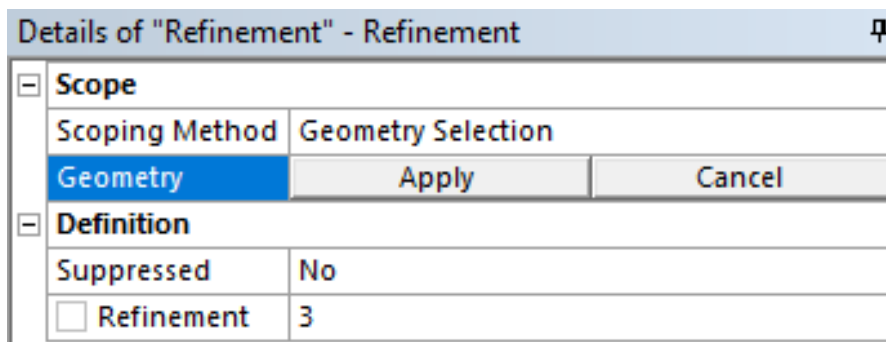 Details of "Refinement" - Refinement
Scope
Scoping Method Geometry Selection
Geometry Apply Cancel
Definition
Suppressed No
Refinement 3